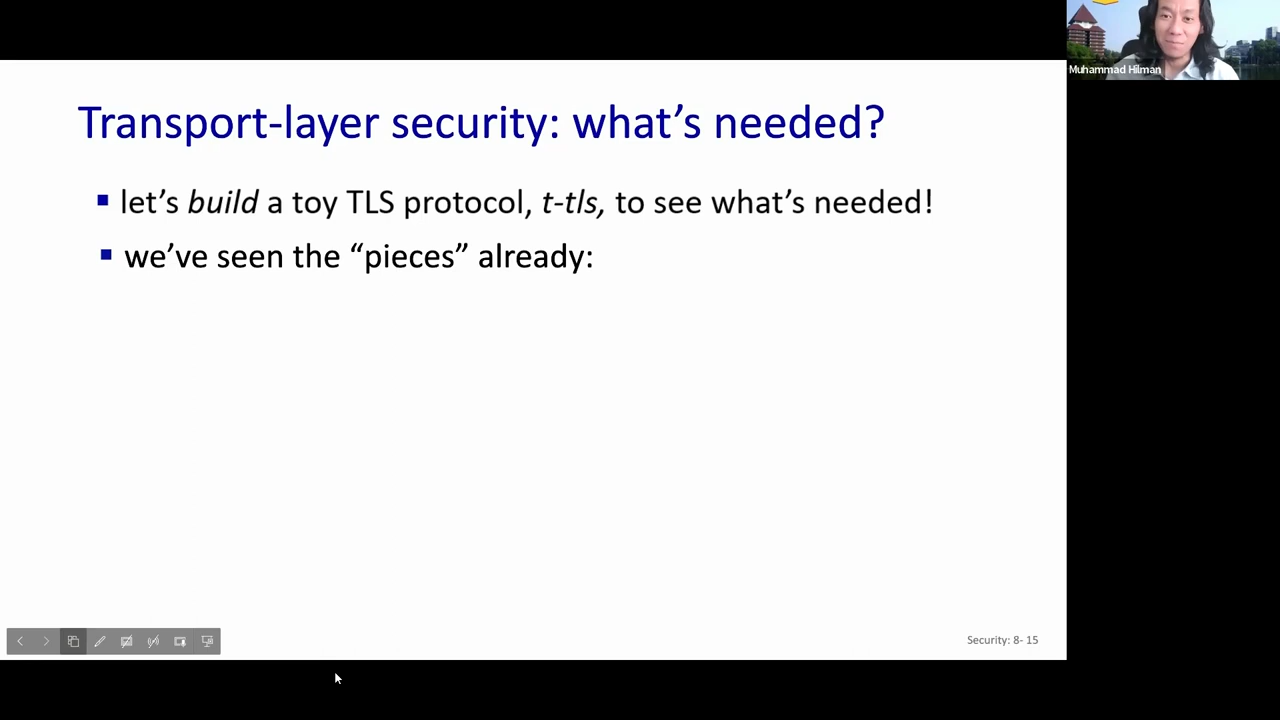 Muhammad Hilman
Transport-layer security: what’s needed?
▪ let’s build a toy TLS protocol, t-tls, to see what’s needed!
▪ we’ve seen the “pieces” already:
Security: 8- 15